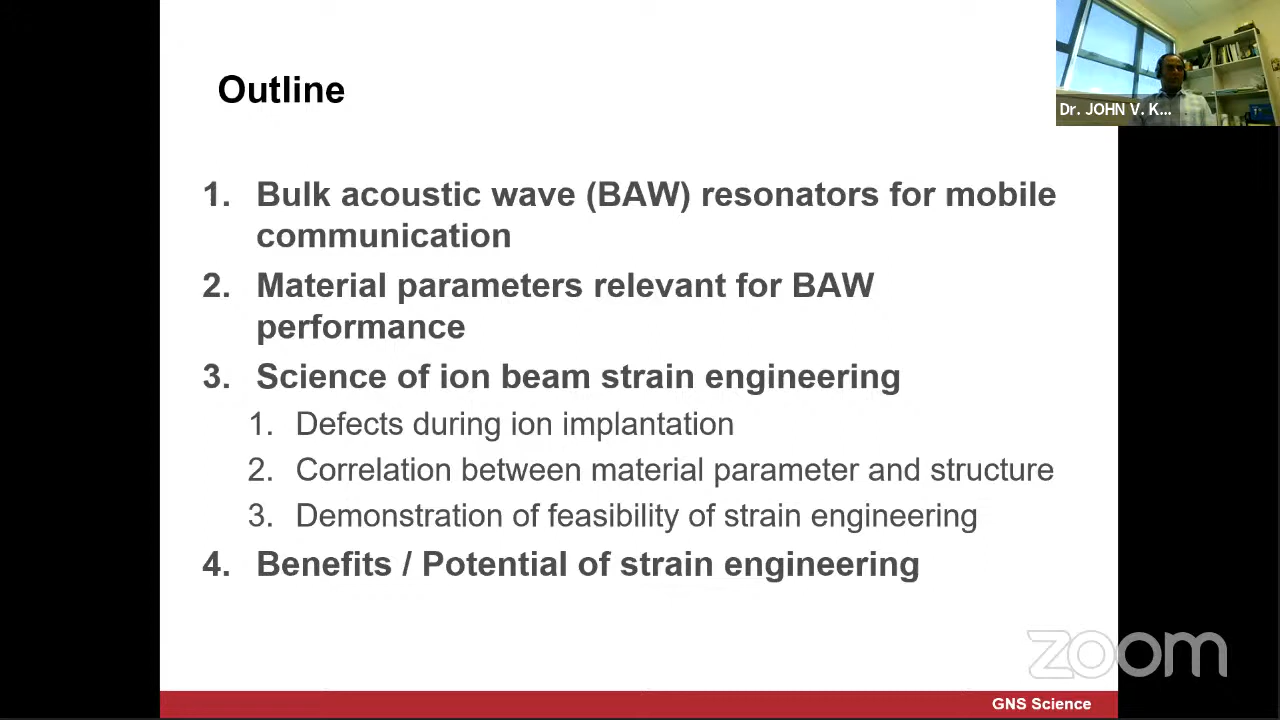 Outline
Dr. JOHN V. K...
1. Bulk acoustic wave (BAW) resonators for mobile
communication
2. Material parameters relevant for BAW
performance
3. Science of ion beam strain engineering
1. Defects during ion implantation
2. Correlation between material parameter and structure
3. Demonstration of feasibility of strain engineering
4. Benefits / Potential of strain engineering
zoom
GNS Science